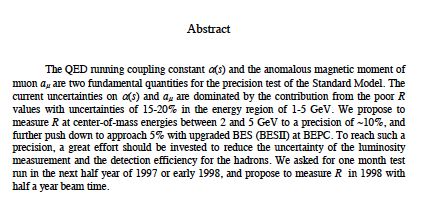 Abstract
The QED running coupling constant α(s) and the anomalous magnetic moment of
muon aμ are two fundamental quantities for the precision test of the Standard Model. The
current uncertainties on α(s) and aμ are dominated by the contribution from the poor R
values with uncertainties of 15-20% in the energy region of 1-5 GeV. We propose to
measure R at center-of-mass energies between 2 and 5 GeV to a precision of ~10%, and
further push down to approach 5% with upgraded BES (BESII) at BEPC. To reach such a
precision, a great effort should be invested to reduce the uncertainty of the luminosity
measurement and the detection efficiency for the hadrons. We asked for one month test
run in the next half year of 1997 or early 1998, and propose to measure R in 1998 with
half a year beam time.